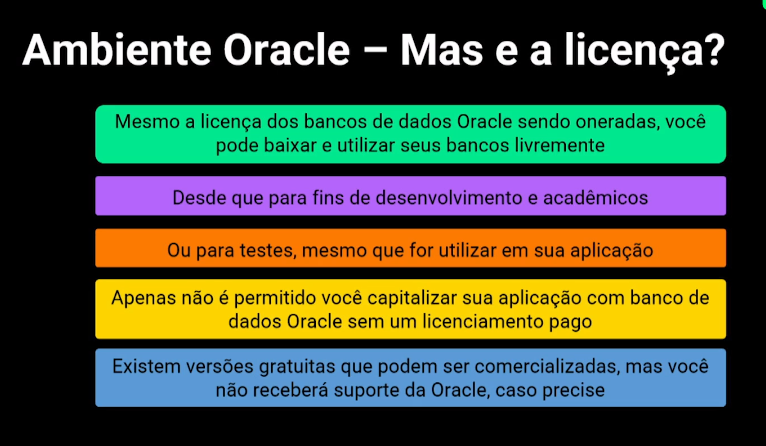 Ambiente Oracle – Mas e a licença?
Mesmo a licença dos bancos de dados Oracle sendo oneradas, você
pode baixar e utilizar seus bancos livremente
Desde que para fins de desenvolvimento e acadêmicos
Ou para testes, mesmo que for utilizar em sua aplicação
Apenas não é permitido você capitalizar sua aplicação com banco de
dados Oracle sem um licenciamento pago
Existem versões gratuitas que podem ser comercializadas, mas você
não receberá suporte da Oracle, caso precise